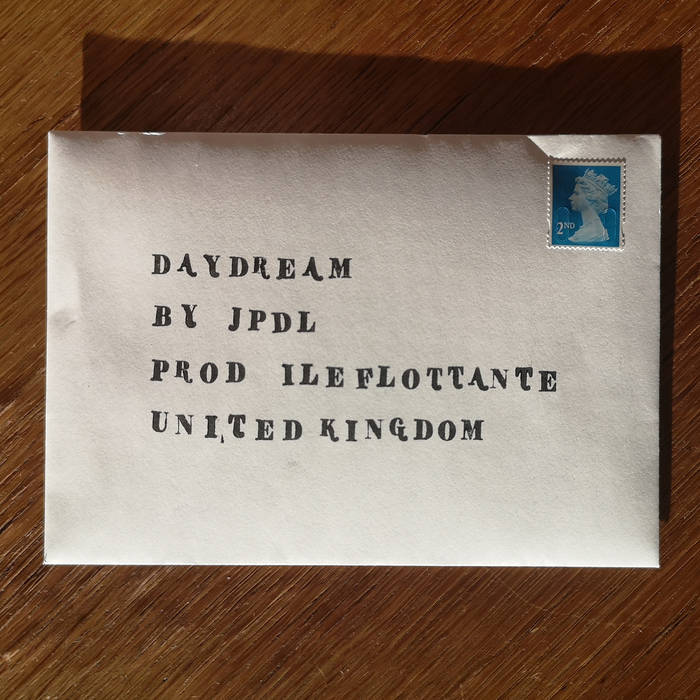 2ND
DAYDREAM
BY JPDL
PROD ILEFLOTTANTE
UNITED KINGDOM